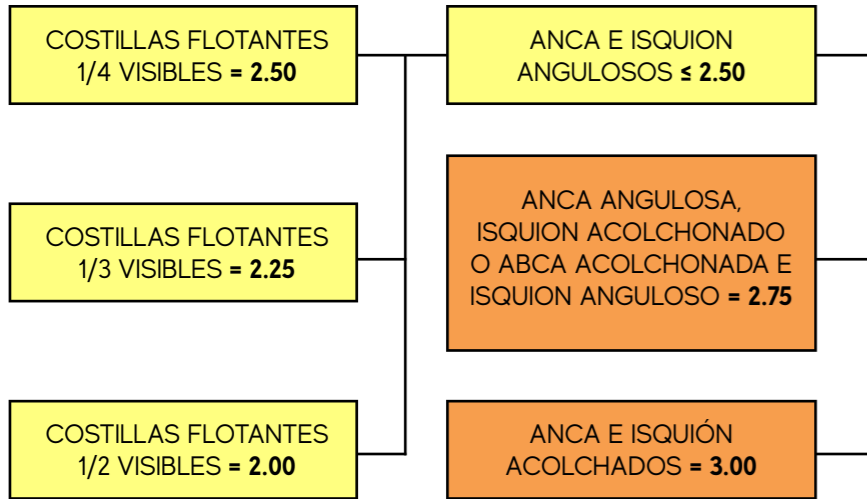 COSTILLAS FLOTANTES
1/4 VISIBLES = 2.50
ANCA E ISQUION
ANGULOSOS ≤ 2.50
COSTILLAS FLOTANTES
1/3 VISIBLES = 2.25
ANCA ANGULOSA,
ISQUION ACOLCHONADO
O ABCA ACOLCHONADA E
ISQUION ANGULOSO = 2.75
COSTILLAS FLOTANTES
1/2 VISIBLES = 2.00
ANCA E ISQUIÓN
ACOLCHADOS = 3.00